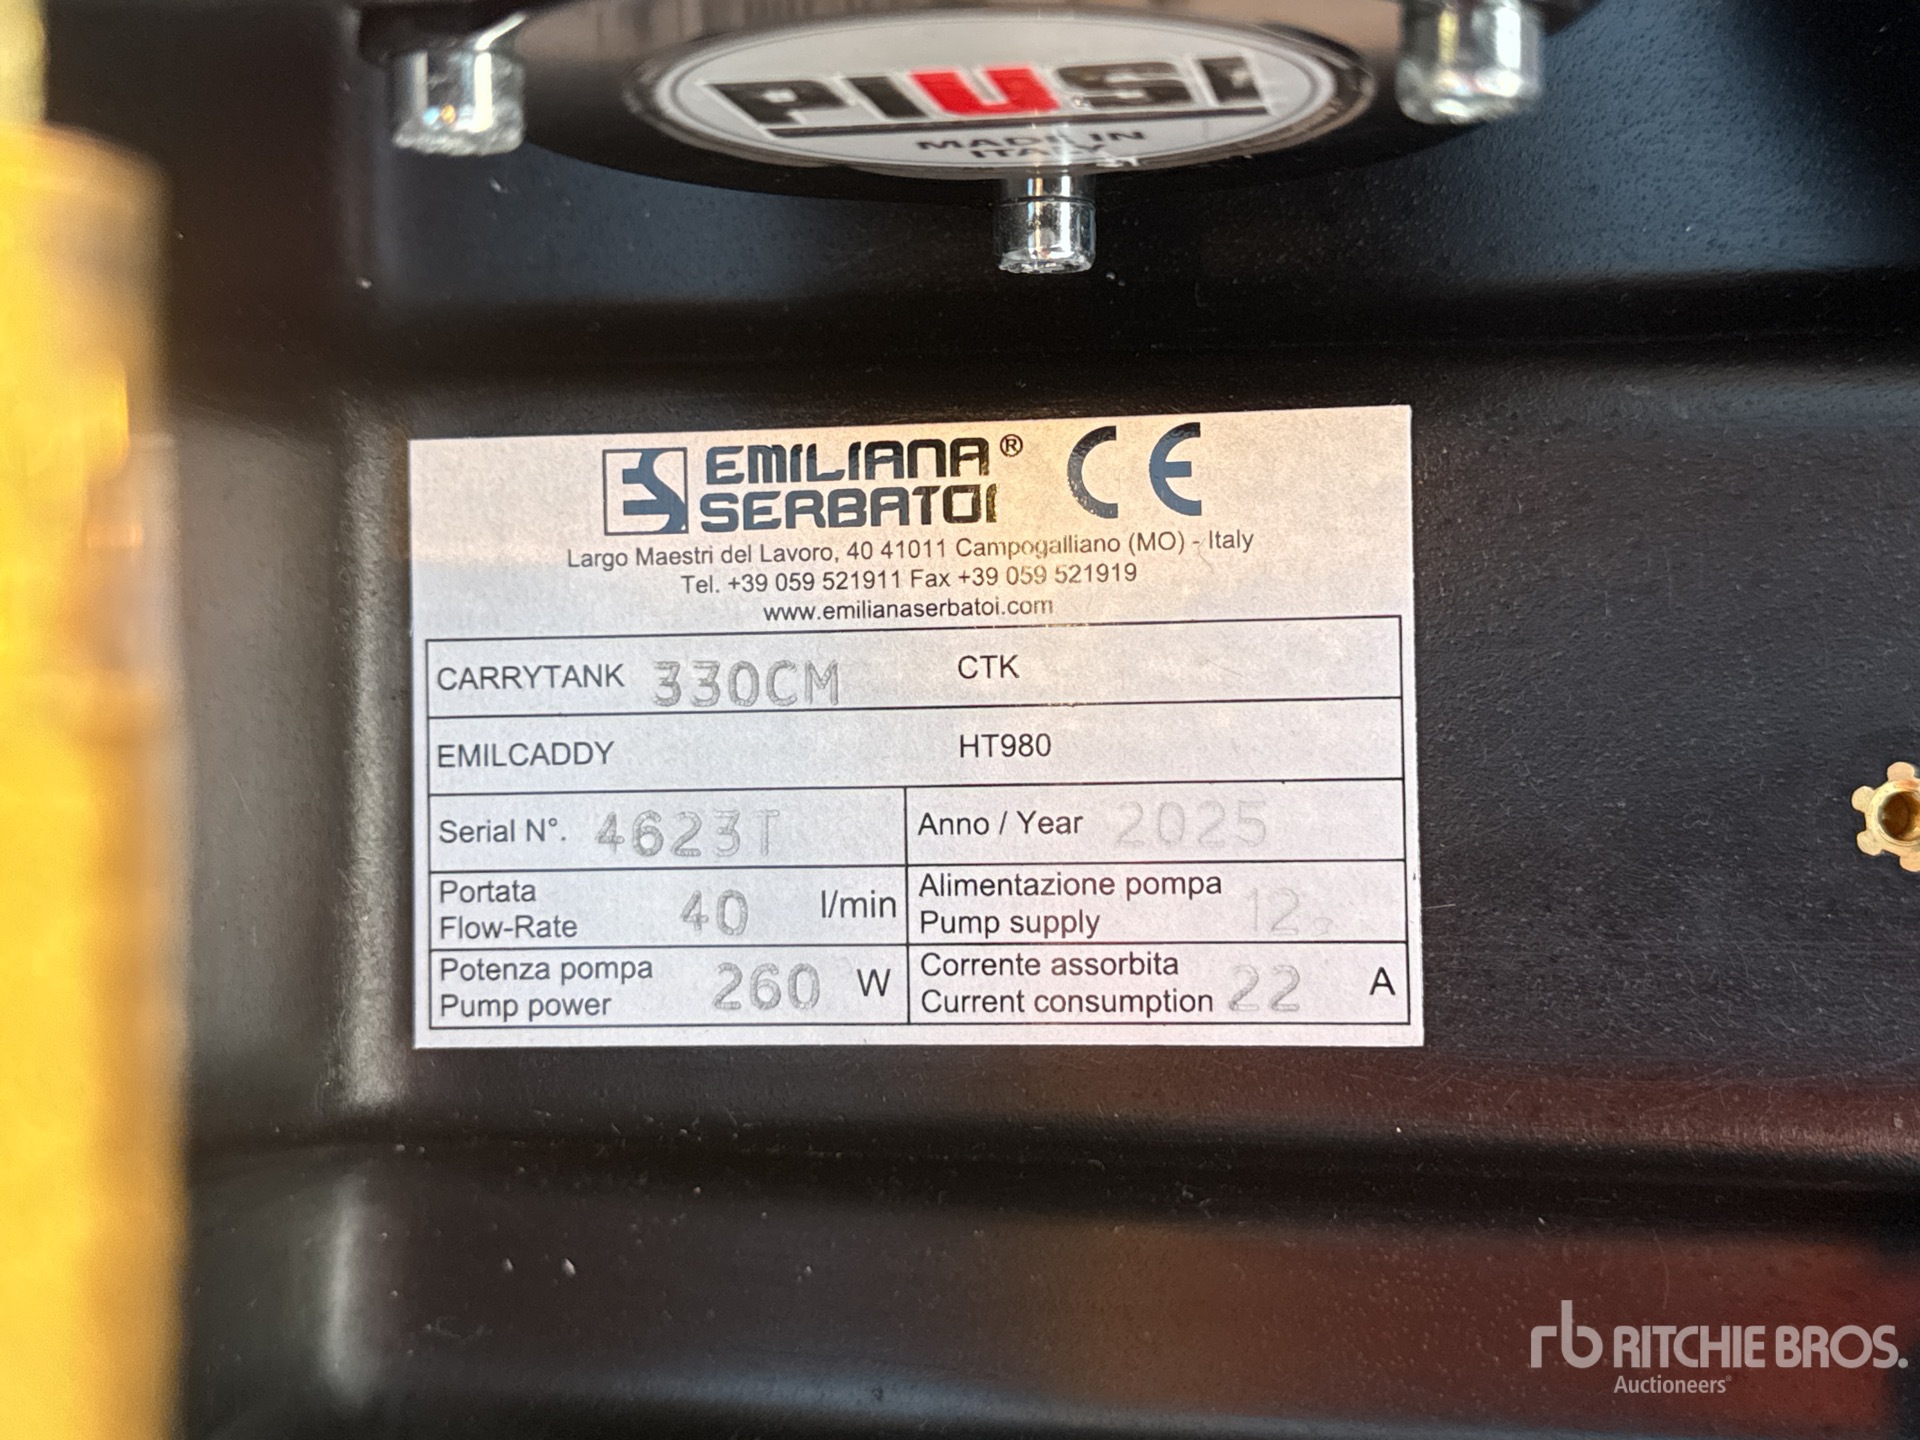 PIUSI
MADE IN
ITALY
EMILIANA®
SERBATOI
CE
Largo Maestri del Lavoro, 40 41011 Campogalliano (MO) - Italy
Tel. +39 059 521911 Fax +39 059 521919
www.emilianaserbatoi.com
CARRYTANK 330CM CTK
EMILCADDY HT980
Serial N°. 4623T Anno / Year 2025
Portata
Flow-Rate 40 l/min
Alimentazione pompa
Pump supply 12
Potenza pompa
Pump power 260 W
Corrente assorbita
Current consumption 22 A
rb RITCHIE BROS.
Auctioneers